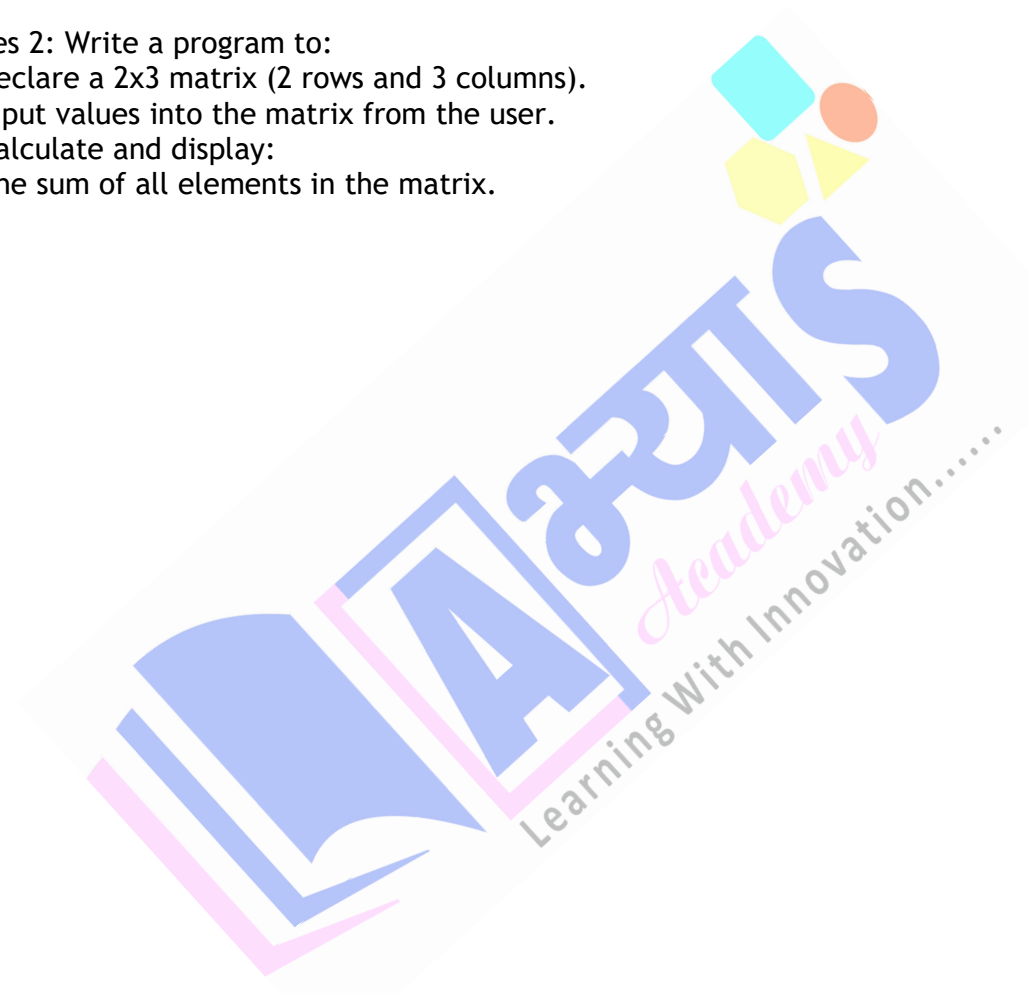 es 2: Write a program to:
eclare a 2x3 matrix (2 rows and 3 columns).
put values into the matrix from the user.
alculate and display:
he sum of all elements in the matrix.
Aभ्याS
Academy
Learning With Innovation......